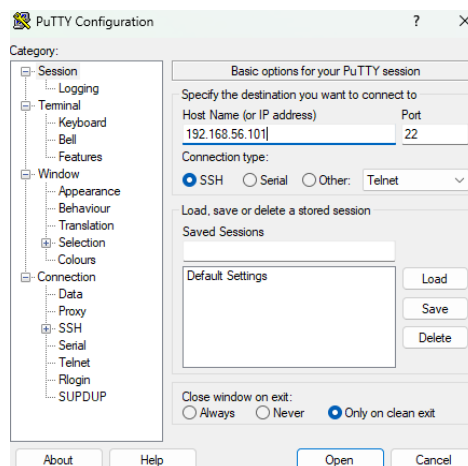 PuTTY Configuration ? X
Category:
Session
Logging
Terminal
Keyboard
Bell
Features
Window
Appearance
Behaviour
Translation
Selection
Colours
Connection
Data
Proxy
SSH
Serial
Telnet
Rlogin
SUPDUP
Basic options for your PuTTY session
Specify the destination you want to connect to
Host Name (or IP address) Port
192.168.56.101 22
Connection type:
SSH Serial Other: Telnet
Load, save or delete a stored session
Saved Sessions
Default Settings
Load
Save
Delete
Close window on exit:
Always Never Only on clean exit
About Help Open Cancel